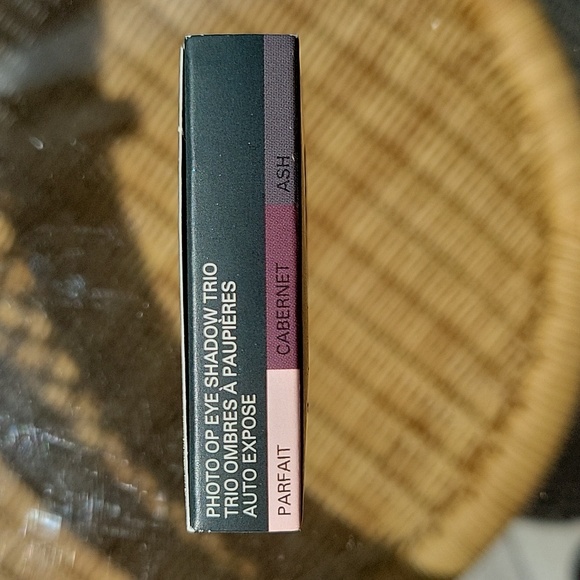 PHOTO OP EYE SHADOW TRIO
TRIO OMBRES À PAUPIÈRES
AUTO EXPOSE
PARFAIT
CABERNET
ASH